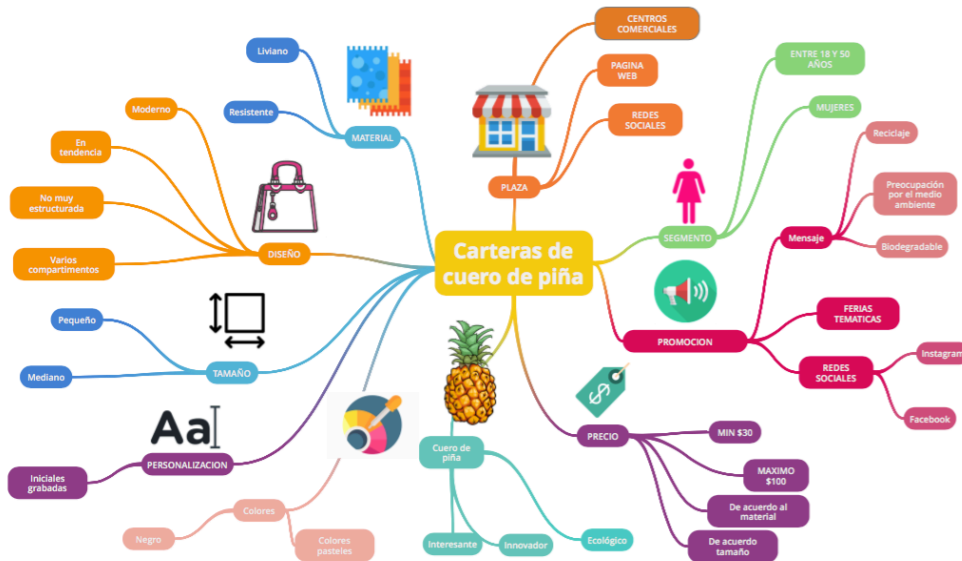 CENTROS
COMERCIALES
PAGINA
WEB
REDES
SOCIALES
PLAZA
Liviano
Resistente
MATERIAL
Moderno
En
tendencia
No muy
estructurada
Varios
compartimentos
DISEÑO
Pequeño
Mediano
TAMAÑO
Aa
PERSONALIZACION
Iniciales
grabadas
Colores
Negro
Colores
pasteles
Carteras de
cuero de piña
Cuero de
piña
Interesante
Innovador
Ecológico
ENTRE 18 Y 50
AÑOS
MUJERES
SEGMENTO
Reciclaje
Preocupación
por el medio
ambiente
Biodegradable
Mensaje
PROMOCION
FERIAS
TEMATICAS
REDES
SOCIALES
Instagram
Facebook
$
PRECIO
MIN $30
MAXIMO
$100
De acuerdo al
material
De acuerdo
tamaño